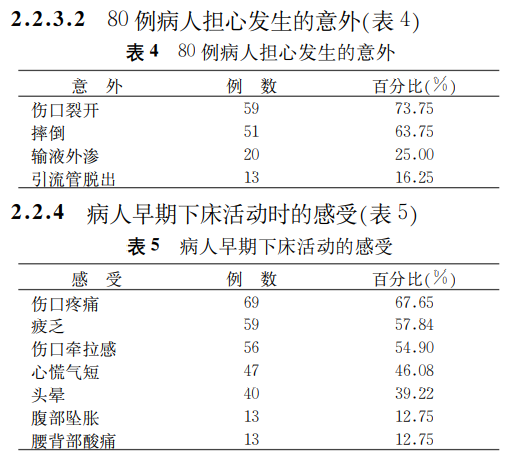 2.2.3.2 80例病人担心发生的意外(表4)
表4 80例病人担心发生的意外
意 外 例 数 百分比(%)
伤口裂开 59 73.75
摔倒 51 63.75
输液外渗 20 25.00
引流管脱出 13 16.25
2.2.4 病人早期下床活动时的感受(表5)
表5 病人早期下床活动的感受
感 受 例 数 百分比(%)
伤口疼痛 69 67.65
疲乏 59 57.84
伤口牵拉感 56 54.90
心慌气短 47 46.08
头晕 40 39.22
腹部坠胀 13 12.75
腰背部酸痛 13 12.75